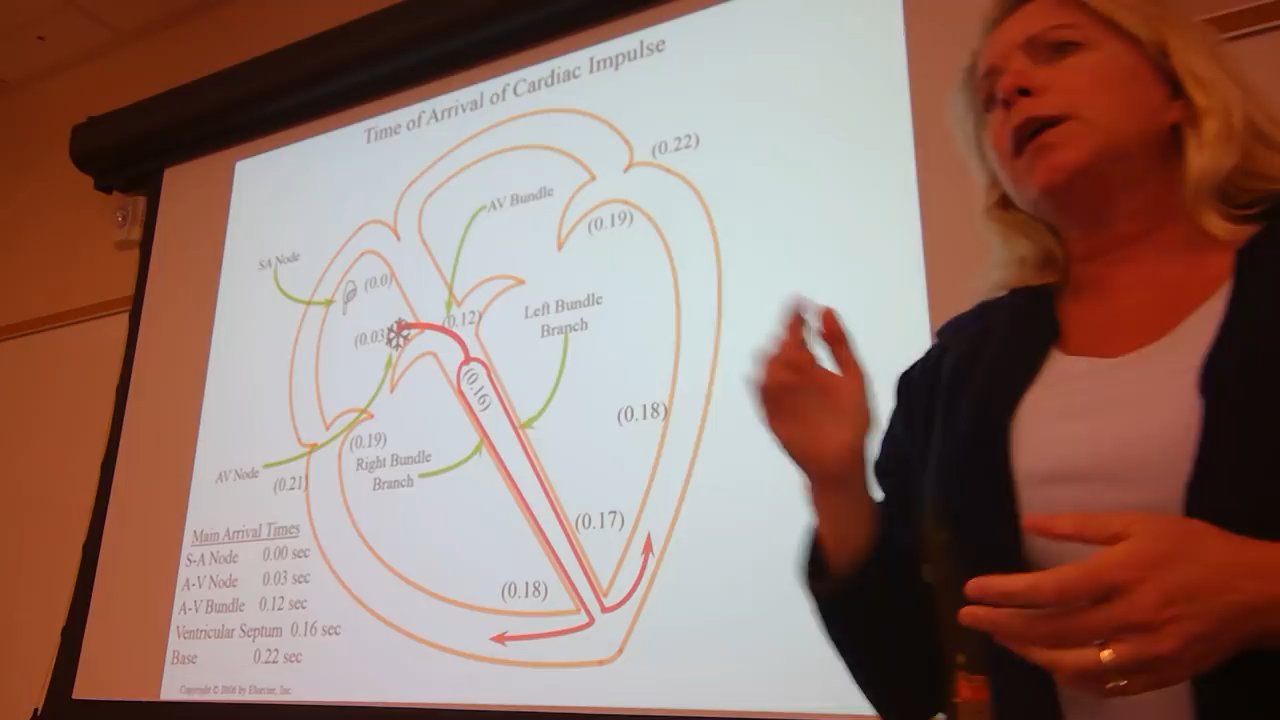 Time of Arrival of Cardiac Impulse
(0.22)
AV Bundle
(0.19)
SA Node
(0.0)
Left Bundle
Branch
(0.12)
(0.03)
(0.16)
(0.18)
(0.19)
Right Bundle
Branch
AV Node
(0.21)
(0.17)
(0.18)
Main Arrival Times
S-A Node 0.00 sec
A-V Node 0.03 sec
A-V Bundle 0.12 sec
Ventricular Septum 0.16 sec
Base 0.22 sec
Copyright © 2006 by Elsevier, Inc.